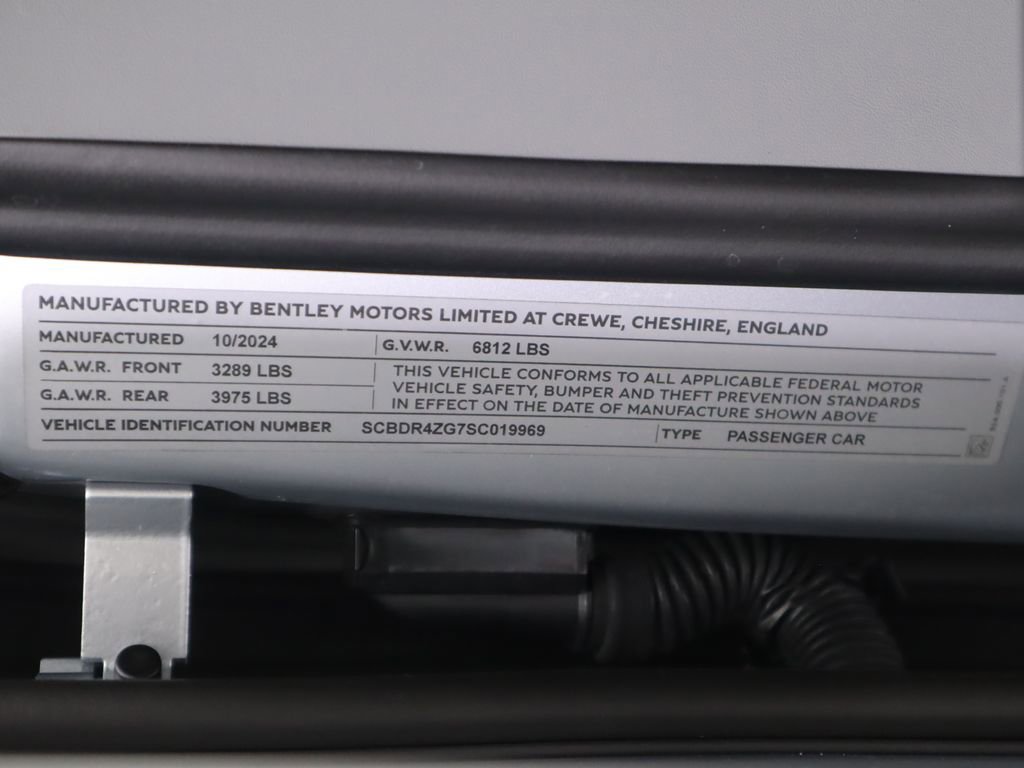 MANUFACTURED BY BENTLEY MOTORS LIMITED AT CREWE, CHESHIRE, ENGLAND
MANUFACTURED 10/2024 G.V.W.R. 6812 LBS
G.A.W.R. FRONT 3289 LBS
G.A.W.R. REAR 3975 LBS
THIS VEHICLE CONFORMS TO ALL APPLICABLE FEDERAL MOTOR
VEHICLE SAFETY, BUMPER AND THEFT PREVENTION STANDARDS
IN EFFECT ON THE DATE OF MANUFACTURE SHOWN ABOVE
VEHICLE IDENTIFICATION NUMBER SCBDR4ZG7SC019969 TYPE PASSENGER CAR